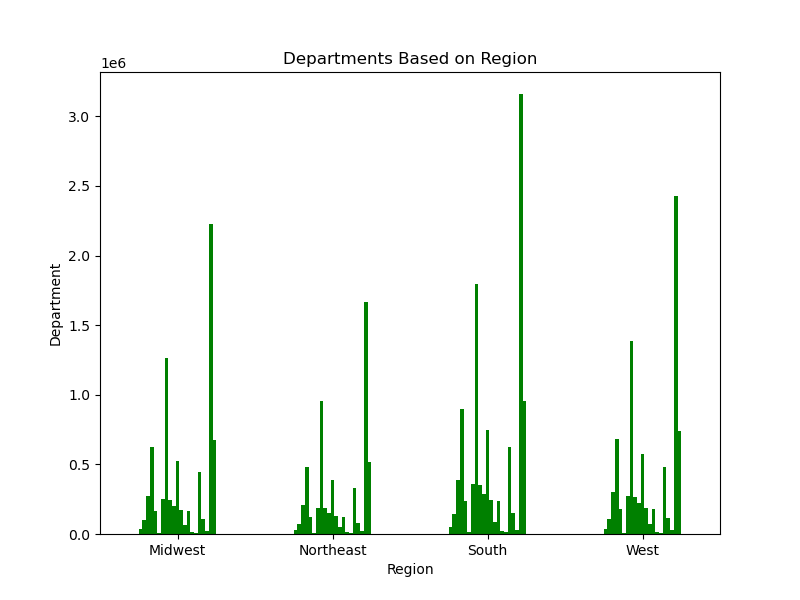 Departments Based on Region
1e6
3.0
2.5
2.0
1.5
1.0
0.5
0.0
Department
Midwest Northeast South West
Region